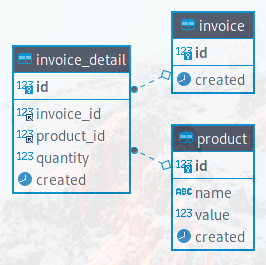 invoice_detail
123 id
123 invoice_id
123 product_id
123 quantity
created
invoice
123 id
created
product
123 id
ABC name
123 value
created